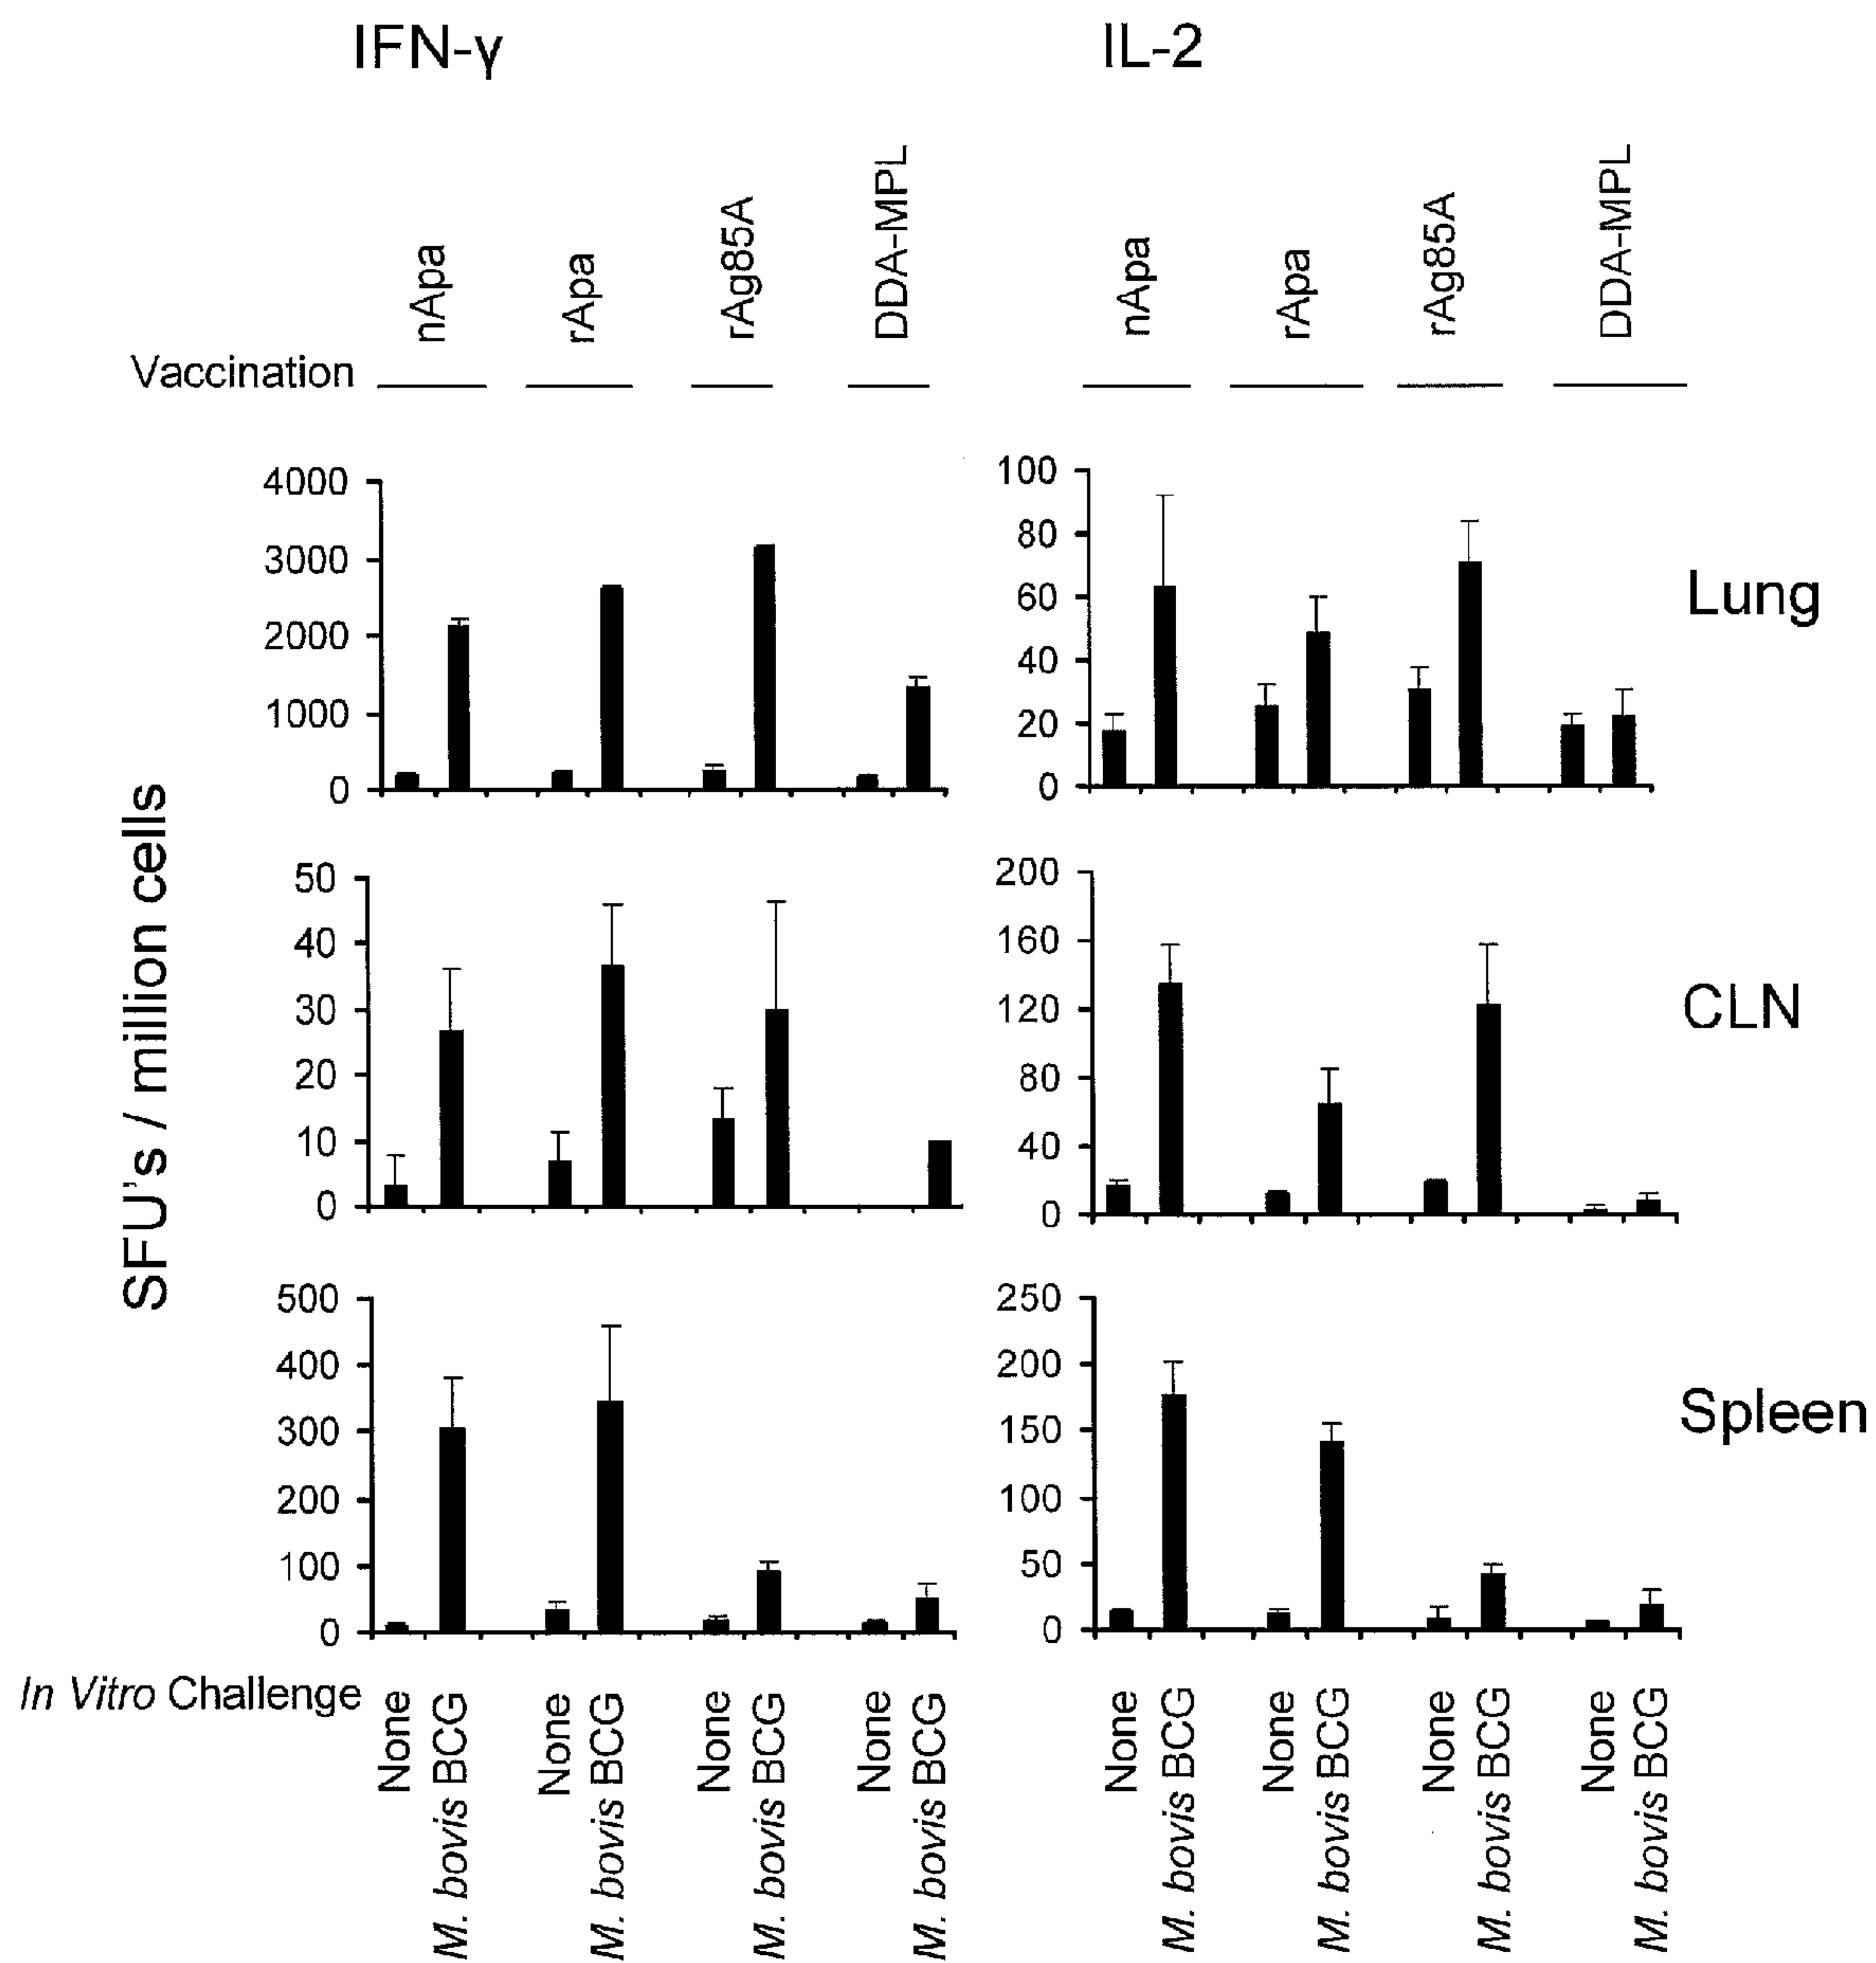 IFN-γ IL-2
nApa rApa rAg85A DDA-MPL nApa rApa rAg85A DDA-MPL
Vaccination
SFU's / million cells
4000
3000
2000
1000
0
100
80
60
40
20
0
Lung
50
40
30
20
10
0
200
160
120
80
40
0
CLN
500
400
300
200
100
0
250
200
150
100
50
0
Spleen
In Vitro Challenge
None
M. bovis BCG
None
M. bovis BCG
None
M. bovis BCG
None
M. bovis BCG
None
M. bovis BCG
None
M. bovis BCG
None
M. bovis BCG
None
M. bovis BCG